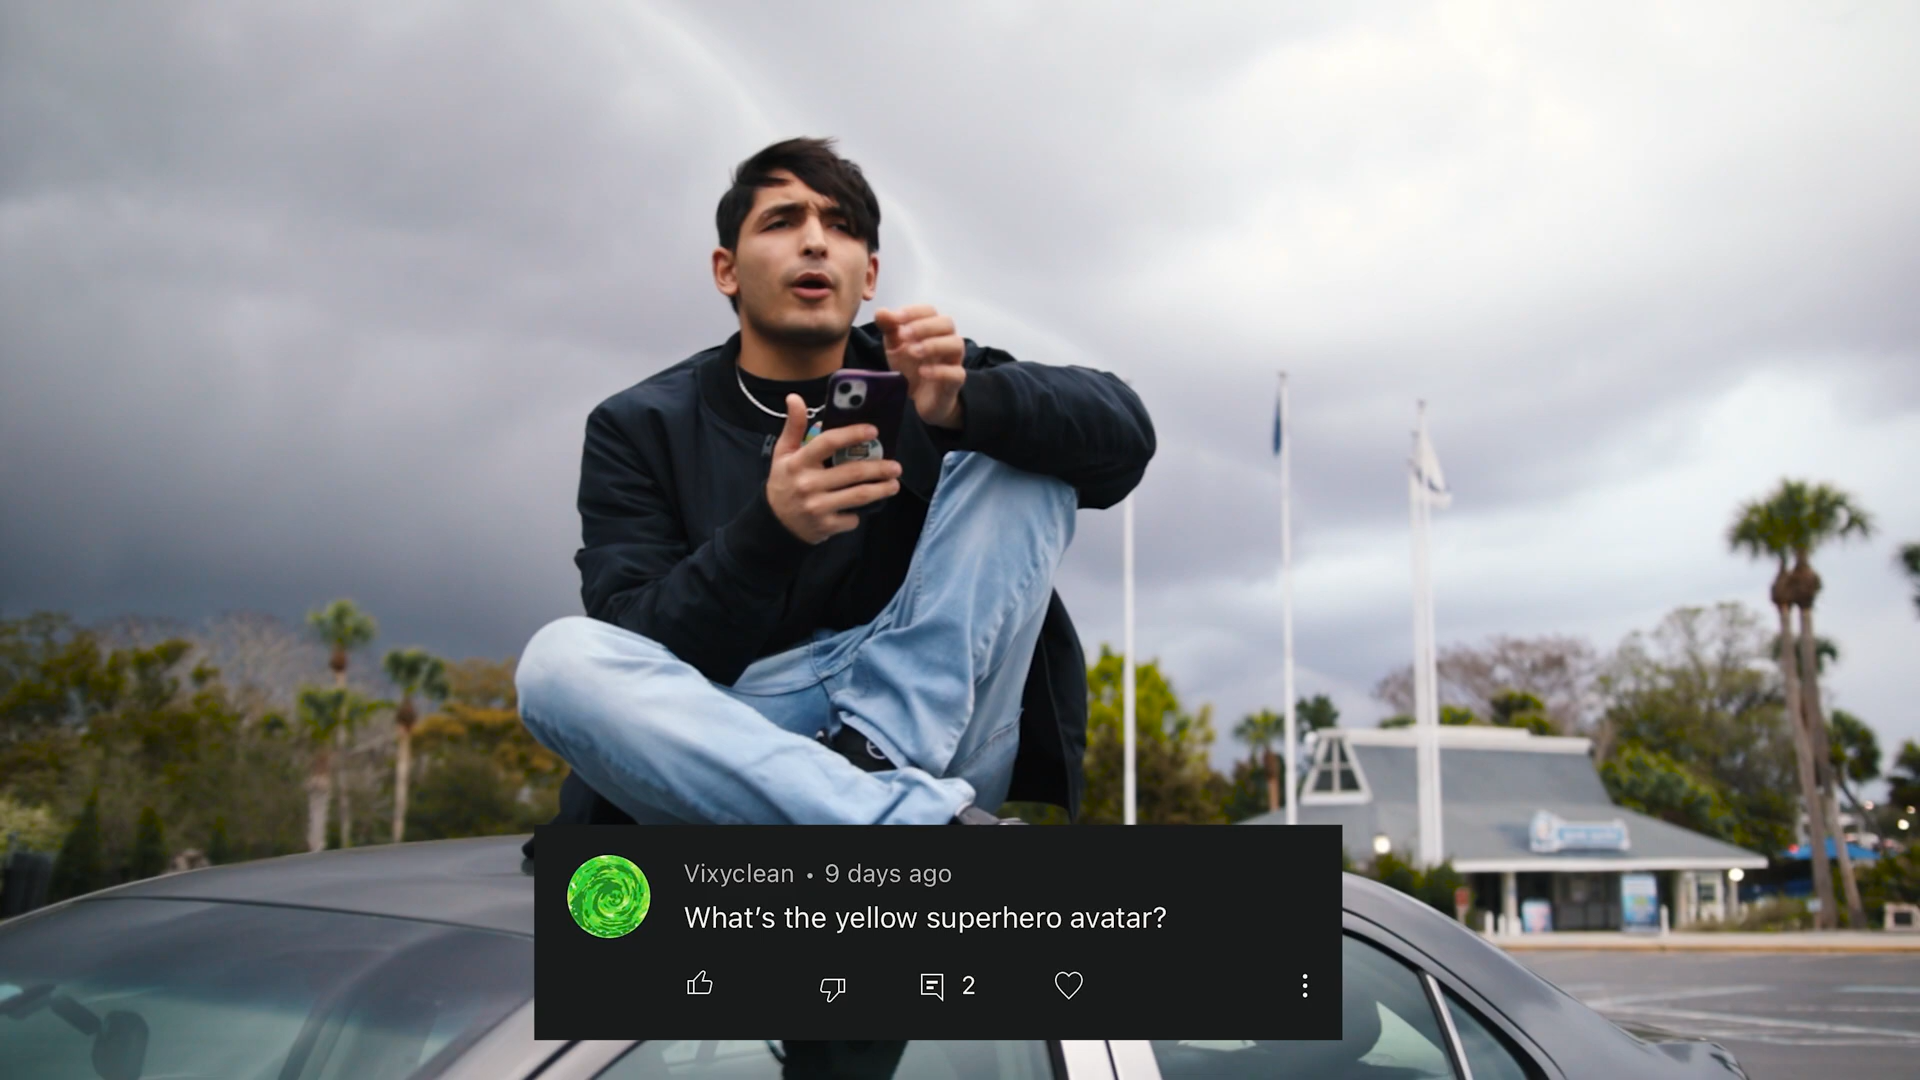 Vixyclean • 9 days ago
What's the yellow superhero avatar?
2